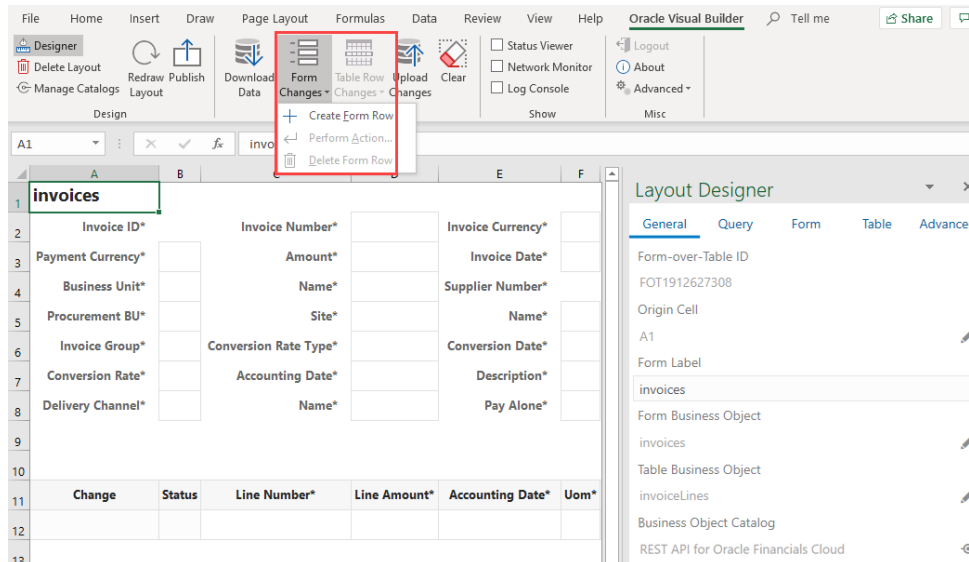 File Home Insert Draw Page Layout Formulas Data Review View Help Oracle Visual Builder Tell me Share
Designer
Delete Layout
Manage Catalogs
Redraw Layout
Publish
Design
Download Data
Form Changes
Table Row Changes
Upload Changes
Clear
Status Viewer
Network Monitor
Log Console
Show
Logout
About
Advanced
Misc
Create Form Row
Perform Action...
Delete Form Row
A1 fx invo
A B C D E F
1 invoices
2 Invoice ID* Invoice Number* Invoice Currency*
3 Payment Currency* Amount* Invoice Date*
4 Business Unit* Name* Supplier Number*
5 Procurement BU* Site* Name*
6 Invoice Group* Conversion Rate Type* Conversion Date*
7 Conversion Rate* Accounting Date* Description*
8 Delivery Channel* Name* Pay Alone*
9
10
11 Change Status Line Number* Line Amount* Accounting Date* Uom*
12
13
Layout Designer
General Query Form Table Advance
Form-over-Table ID
FOT1912627308
Origin Cell
A1
Form Label
invoices
Form Business Object
invoices
Table Business Object
invoiceLines
Business Object Catalog
REST API for Oracle Financials Cloud